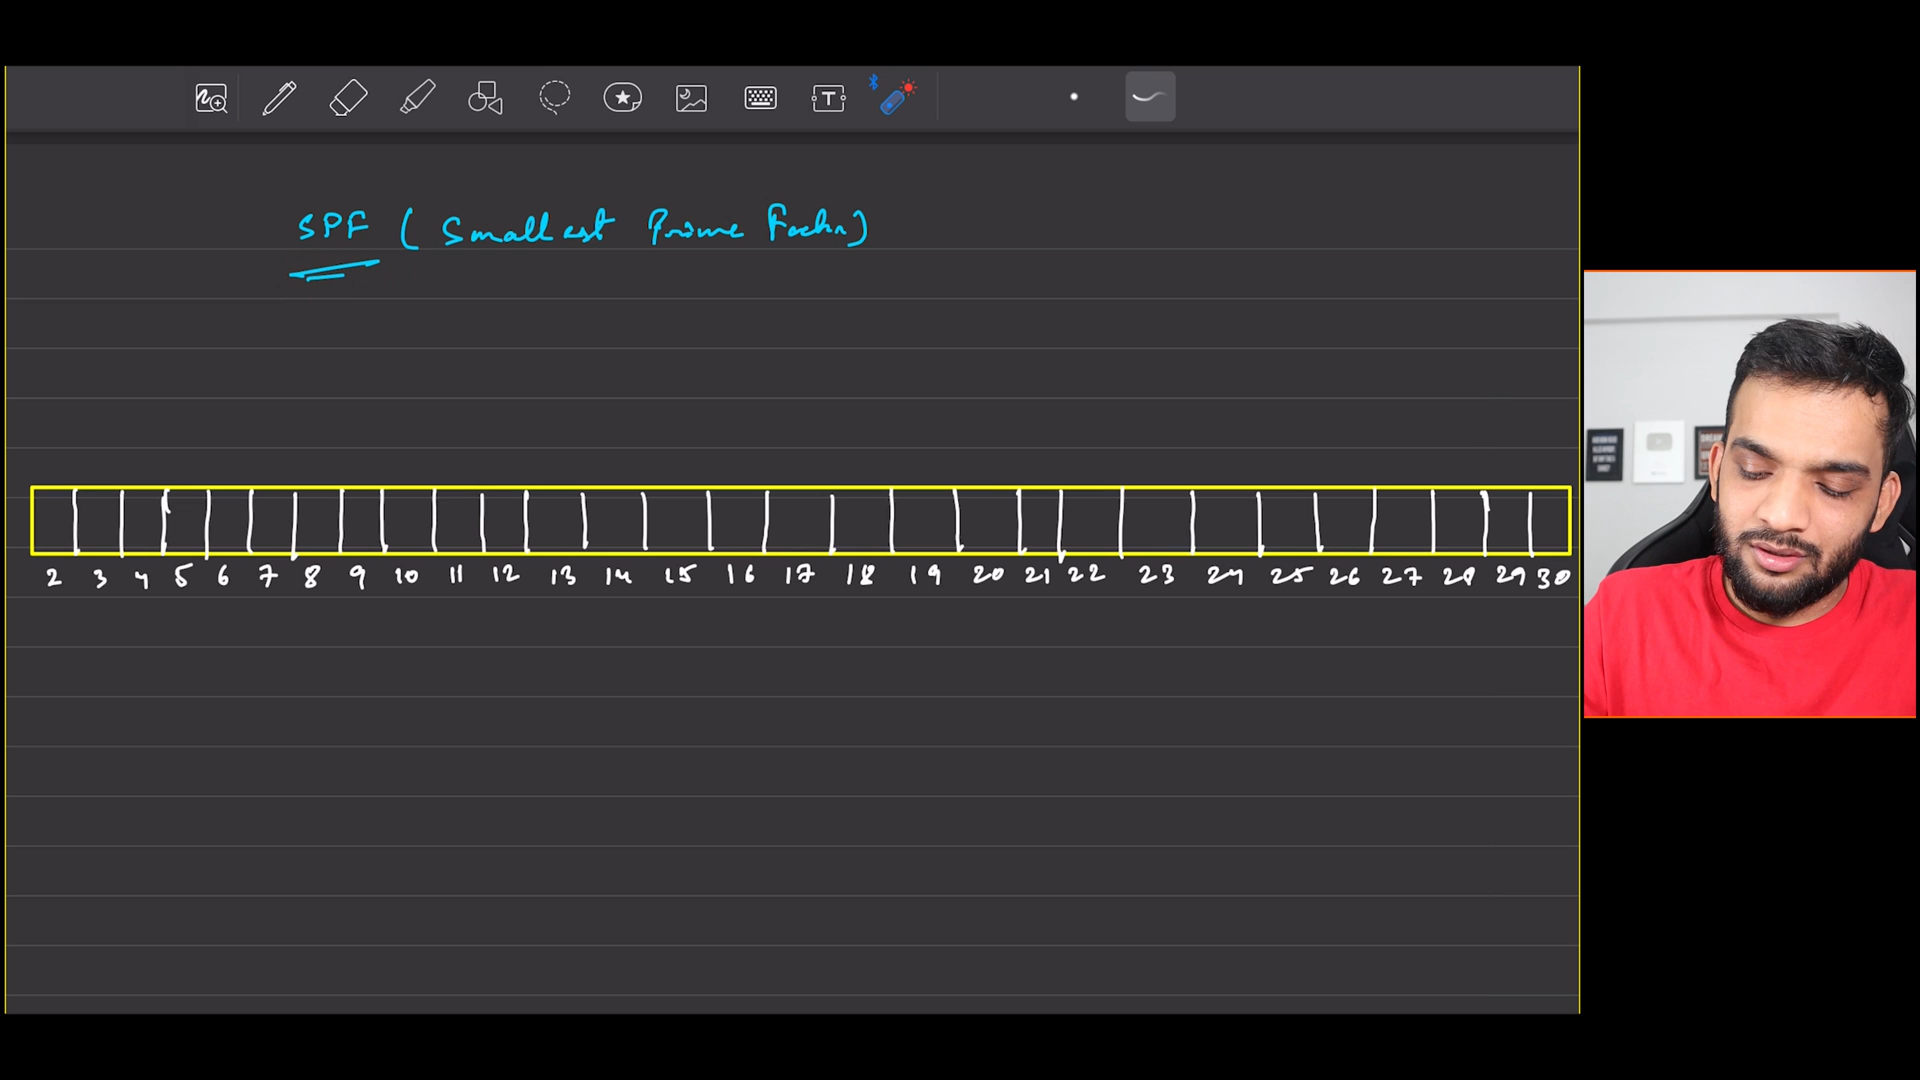 SPF (Smallest Prime Factor)
2 3 4 5 6 7 8 9 10 11 12 13 14 15 16 17 18 19 20 21 22 23 24 25 26 27 28 29 30
T